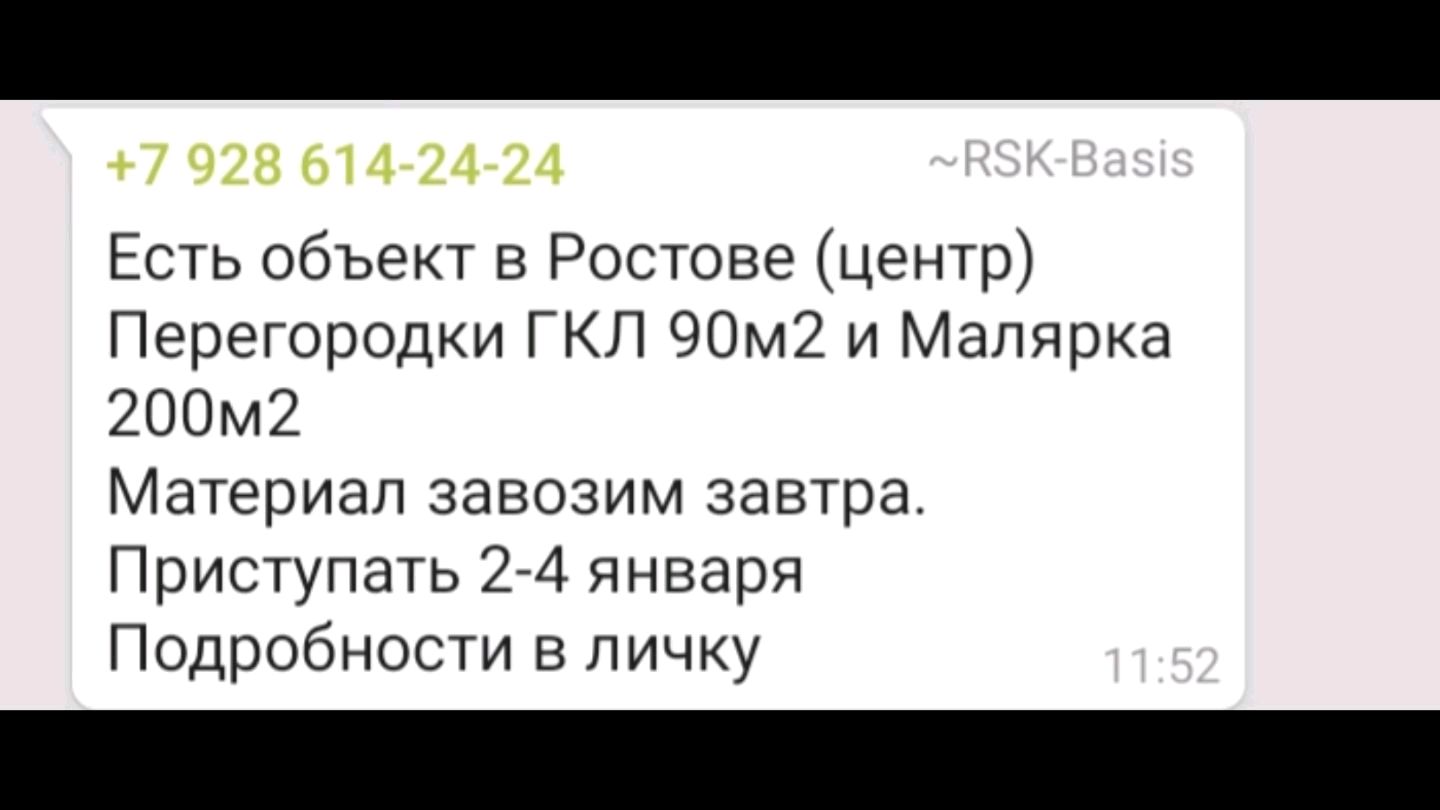 +7 928 614-24-24 ~RSK-Basis
Есть объект в Ростове (центр)
Перегородки ГКЛ 90м2 и Малярка
200м2
Материал завозим завтра.
Приступать 2-4 января
Подробности в личку
11:52